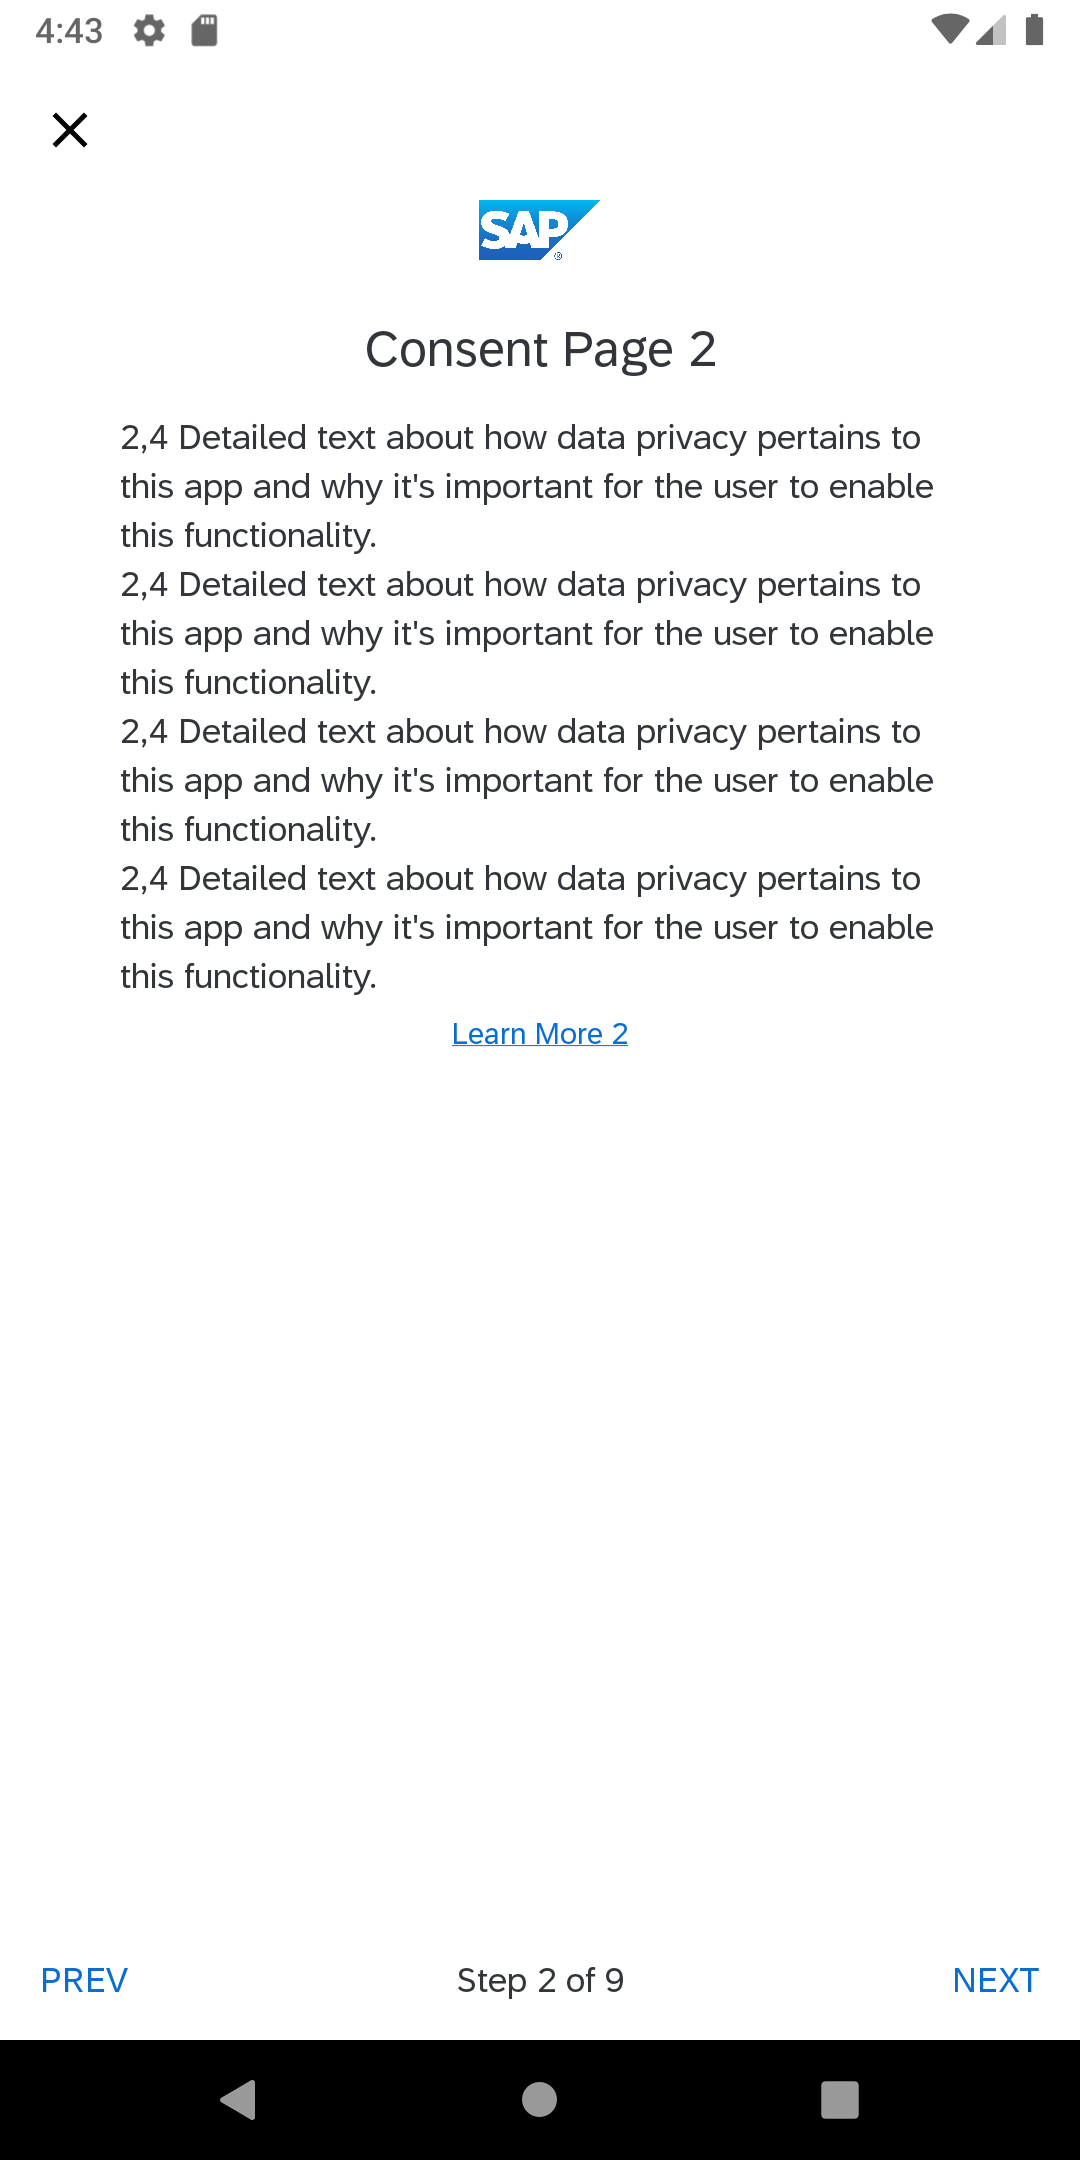 4:43
SAP
®
Consent Page 2
2,4 Detailed text about how data privacy pertains to
this app and why it's important for the user to enable
this functionality.
2,4 Detailed text about how data privacy pertains to
this app and why it's important for the user to enable
this functionality.
2,4 Detailed text about how data privacy pertains to
this app and why it's important for the user to enable
this functionality.
2,4 Detailed text about how data privacy pertains to
this app and why it's important for the user to enable
this functionality.
Learn More 2
PREV
Step 2 of 9
NEXT